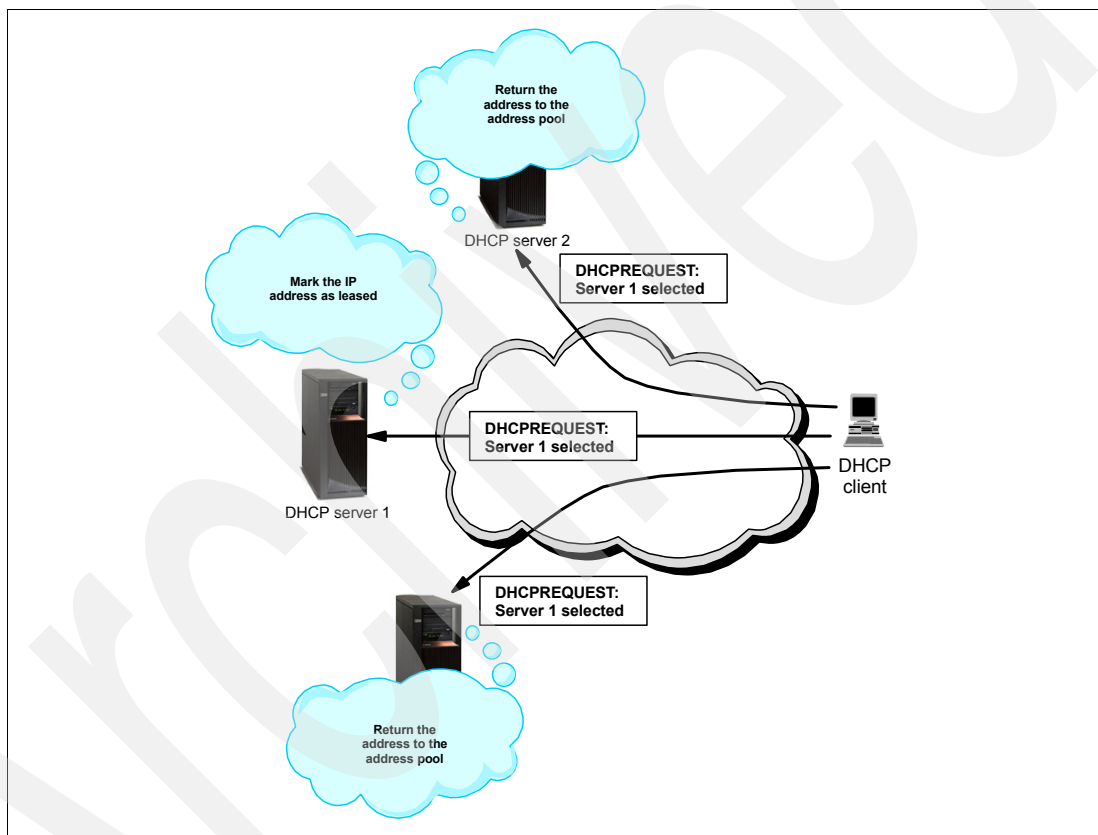 Return the
address to the
address pool
DHCP server 2
DHCPREQUEST:
Server 1 selected
Mark the IP
address as leased
DHCPREQUEST:
Server 1 selected
DHCP
client
DHCP server 1
DHCPREQUEST:
Server 1 selected
Return the
address to the
address pool